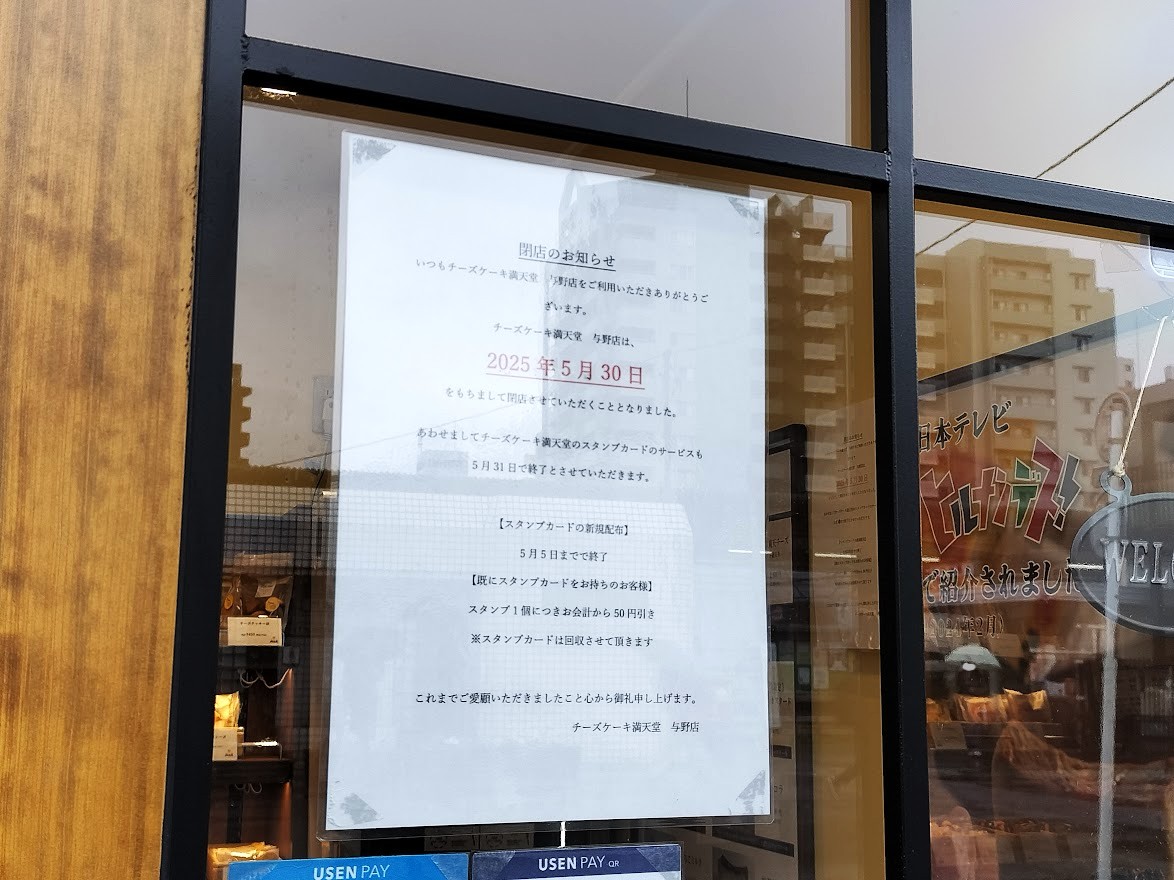 閉店のお知らせ
いつもチーズケーキ満天堂　与野店をご利用いただきありがとうご
ざいます。
チーズケーキ満天堂　与野店は、
2025年5月30日
をもちまして閉店させていただくこととなりました。
あわせましてチーズケーキ満天堂のスタンプカードのサービスも
5月31日で終了とさせていただきます。
【スタンプカードの新規配布】
5月5日までで終了
【既にスタンプカードをお持ちのお客様】
スタンプ1個につきお会計から50円引き
※スタンプカードは回収させて頂きます
これまでご愛顧いただきましたこと心から御礼申し上げます。
チーズケーキ満天堂　与野店
USEN PAY
USEN PAY QR
日本テレビ
ヒルナンデス!
で紹介されました
(2024年2月)
WELC